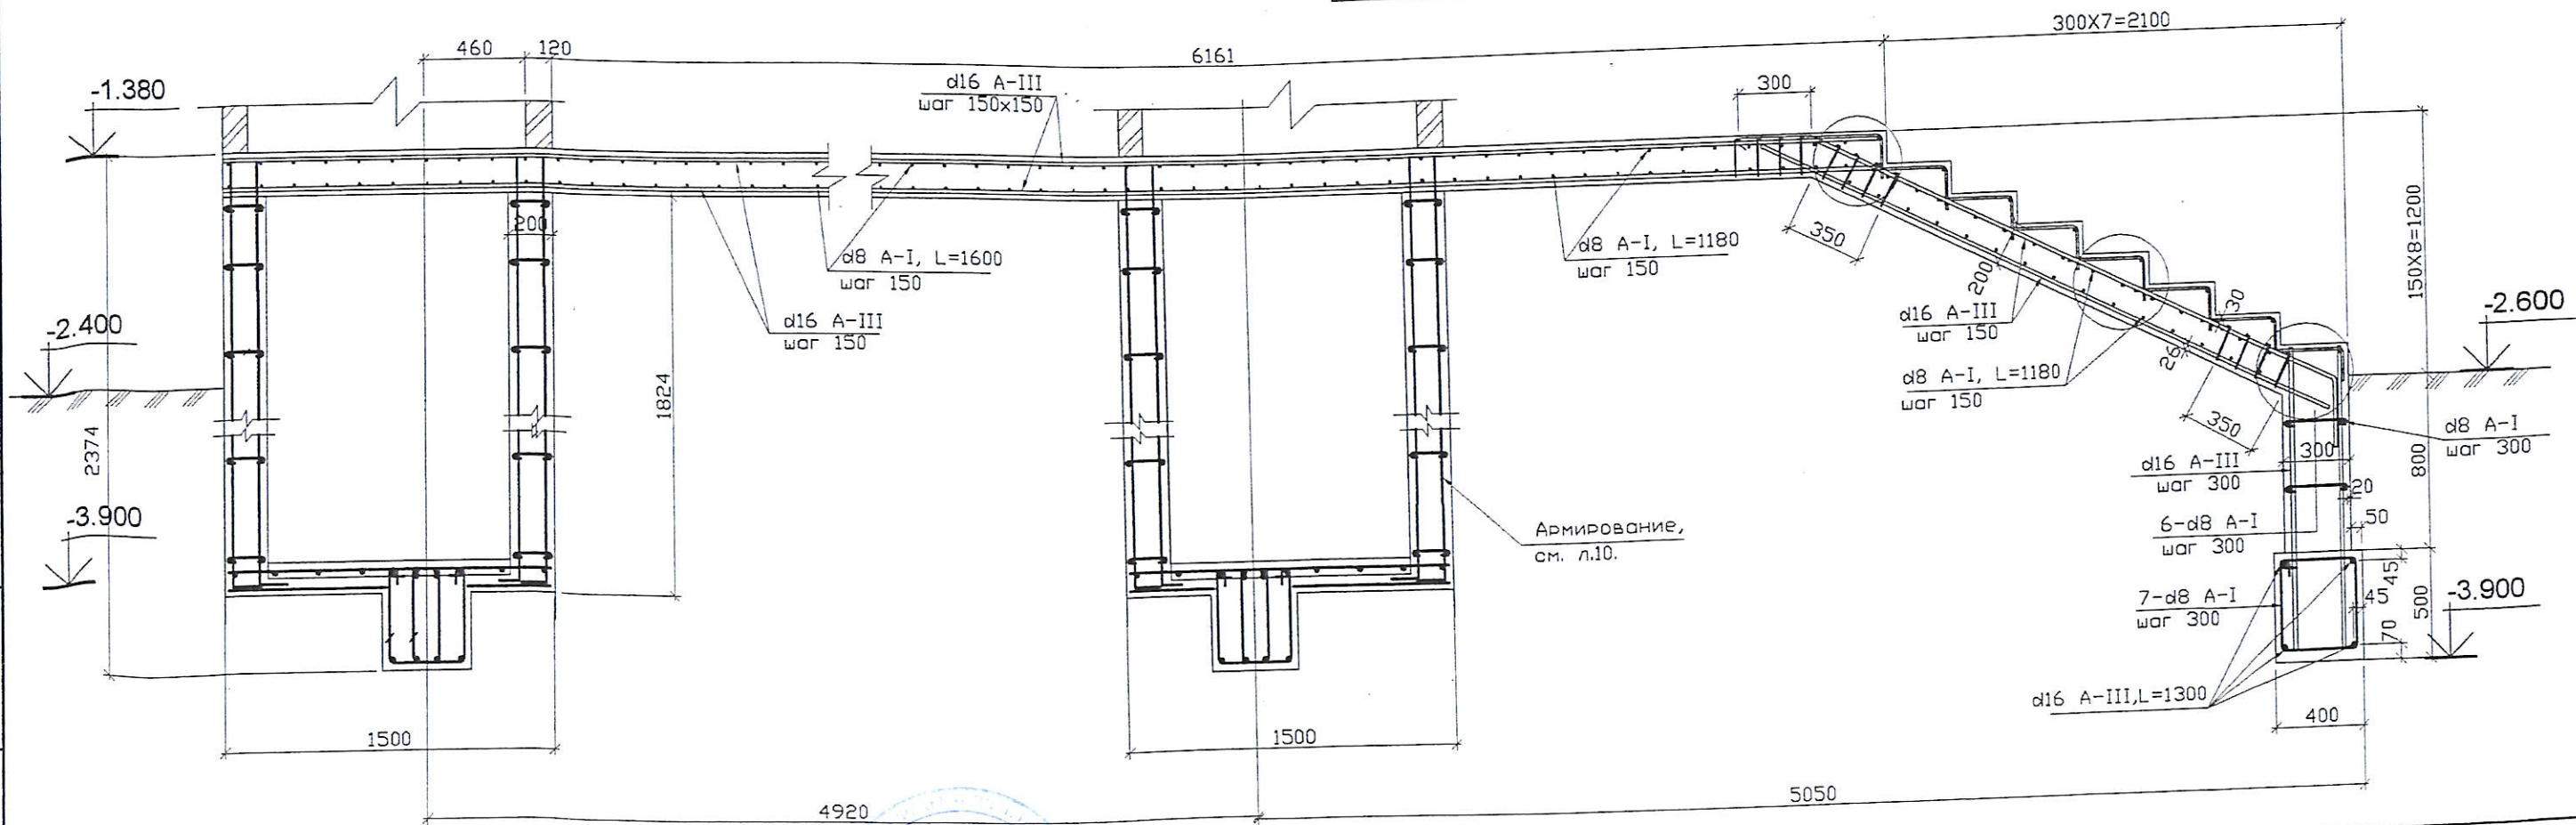 300X7=2100
460
120
6161
-1.380
d16 A-III
шаг 150x150
300
200
d8 A-I, L=1600
шаг 150
d8 A-I, L=1180
шаг 150
350
150X8=1200
-2.400
d16 A-III
шаг 150
1824
200
d16 A-III
шаг 150
30
-2.600
26
d8 A-I, L=1180
шаг 150
350
2374
d8 A-I
шаг 300
300
d16 A-III
шаг 300
800
20
-3.900
Армирование,
см. л.10.
6-d8 A-I
шаг 300
50
45
7-d8 A-I
шаг 300
45
500
-3.900
70
d16 A-III,L=1300
400
1500
1500
4920
5050